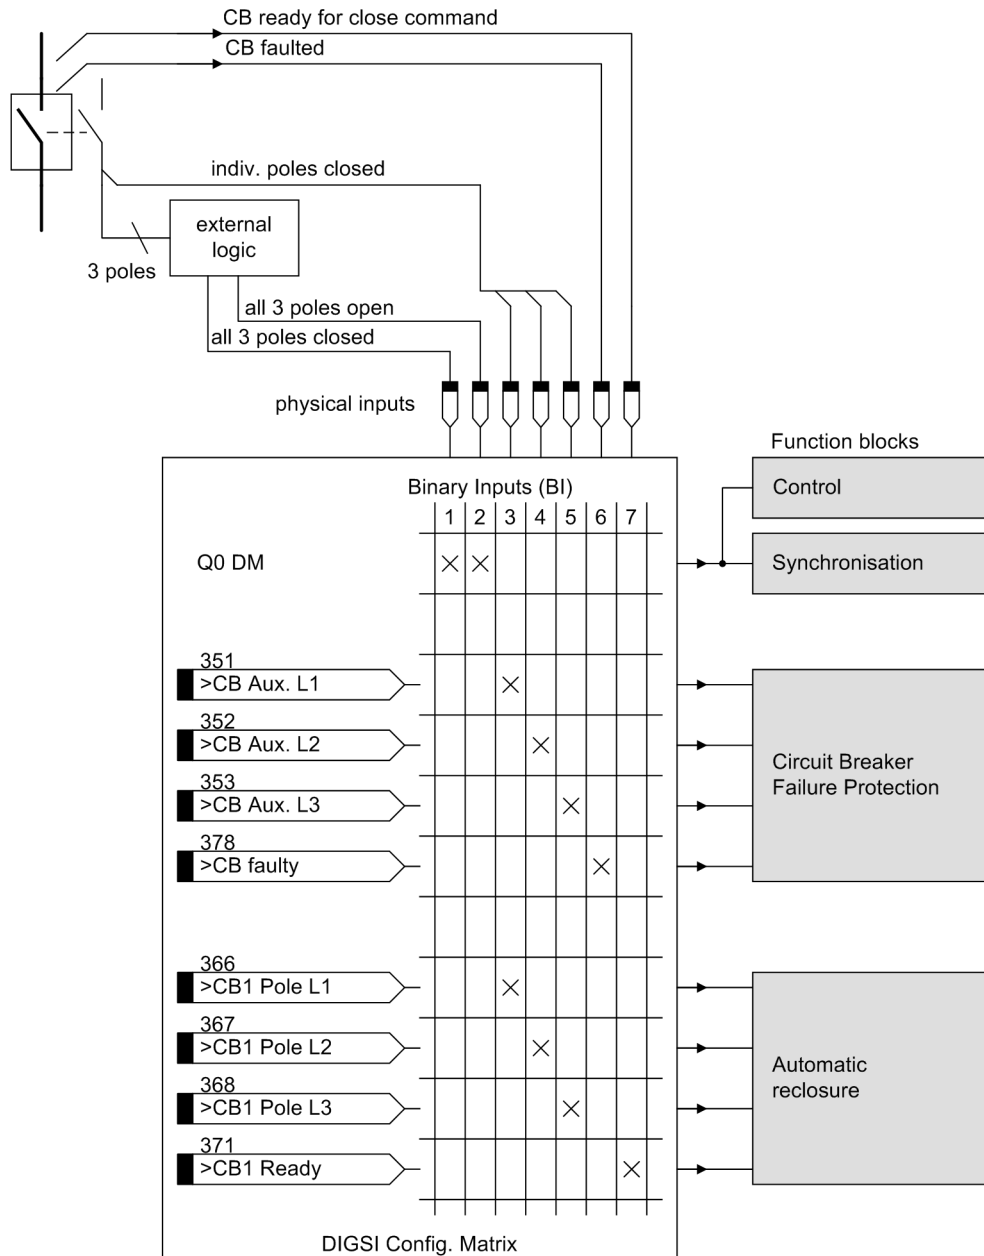 CB ready for close command
CB faulted
indiv. poles closed
external
logic
3 poles
all 3 poles open
all 3 poles closed
physical inputs
Function blocks
Binary Inputs (BI)
Control
1 2 3 4 5 6 7
Q0 DM
Synchronisation
351
>CB Aux. L1
352
>CB Aux. L2
Circuit Breaker
Failure Protection
353
>CB Aux. L3
378
>CB faulty
366
>CB1 Pole L1
367
>CB1 Pole L2
Automatic
reclosure
368
>CB1 Pole L3
371
>CB1 Ready
DIGSI Config. Matrix